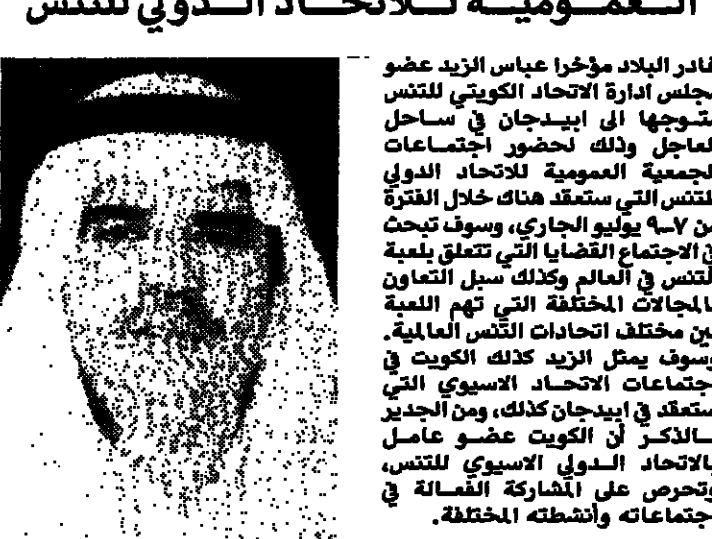 العمومية للاتحاد الدولي للتنس
غادر البلاد مؤخرا عباس الزيد عضو
مجلس ادارة الاتحاد الكويتي للتنس
متوجها الى ابيدجان في ساحل
العاجل وذلك لحضور اجتماعات
الجمعية العمومية للاتحاد الدولي
للتنس التي ستعقد هناك خلال الفترة
من ٧ــ٩ يوليو الجاري، وسوف تبحث
في الاجتماع القضايا التي تتعلق بلعبة
التنس في العالم وكذلك سبل التعاون
بالمجالات المختلفة التي تهم اللعبة
بين مختلف اتحادات التنس العالمية.
وسوف يمثل الزيد كذلك الكويت في
اجتماعات الاتحاد الاسيوي التي
ستعقد في ابيدجان كذلك، ومن الجدير
بالذكر أن الكويت عضو عامل
بالاتحاد الدولي الاسيوي للتنس،
وتحرص على المشاركة الفعالة في
اجتماعاته وأنشطته المختلفة.